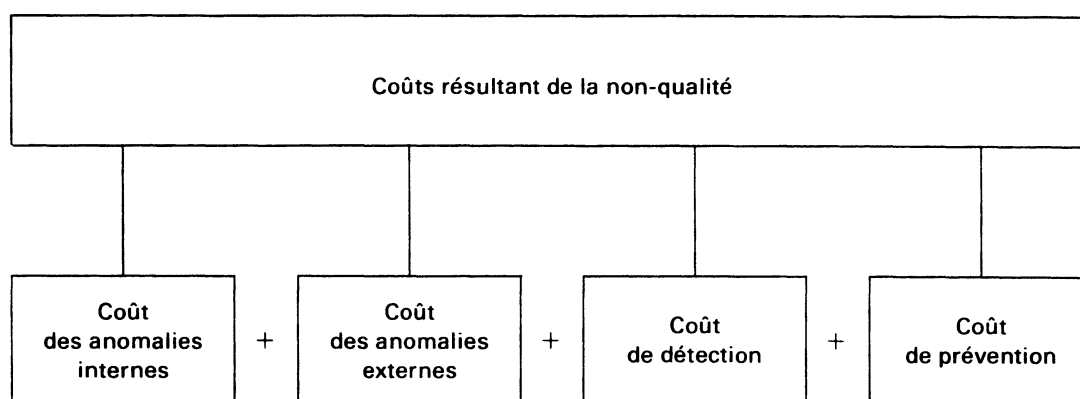 Coûts résultant de la non-qualité
Coût
des anomalies
internes
+
Coût
des anomalies
externes
+
Coût
de détection
+
Coût
de prévention